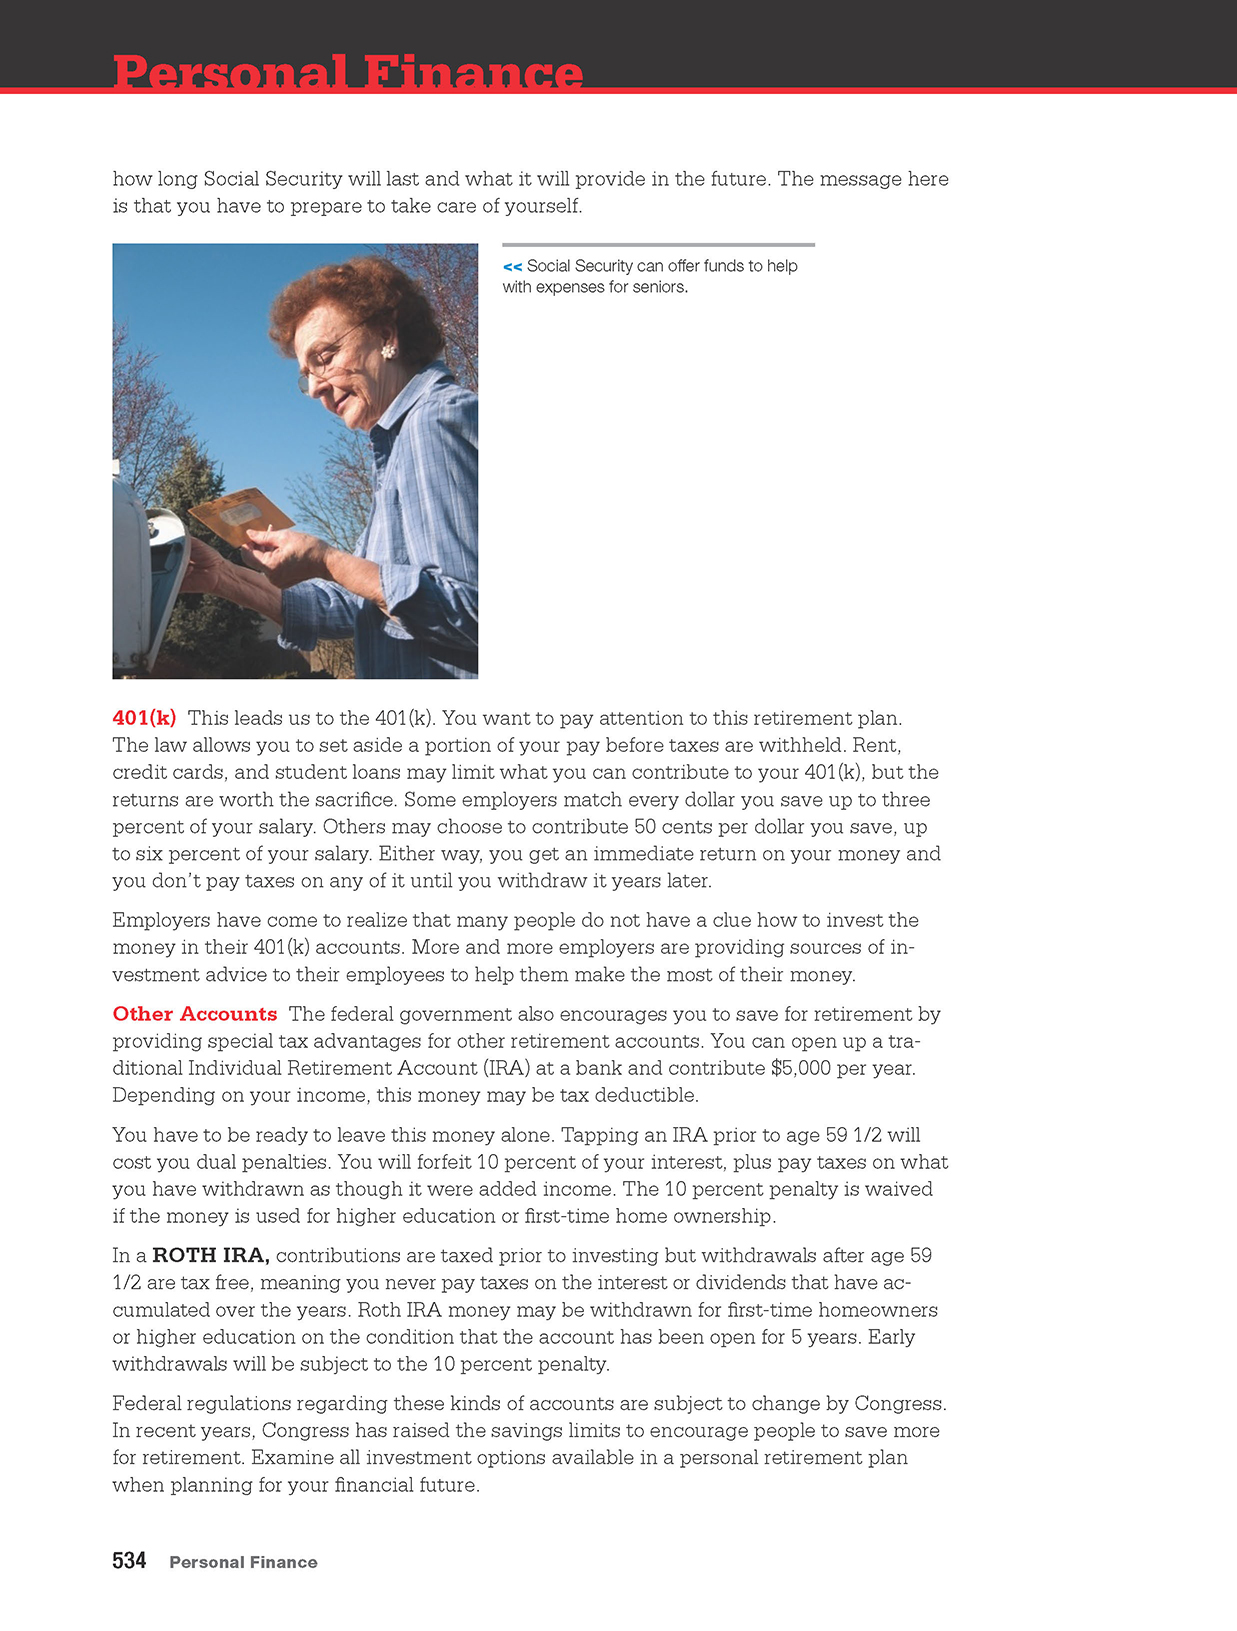 Personal Finance
how long Social Security will last and what it will provide in the future. The message here
is that you have to prepare to take care of yourself.
<< Social Security can offer funds to help
with expenses for seniors.
401(k) This leads us to the 401(k). You want to pay attention to this retirement plan.
The law allows you to set aside a portion of your pay before taxes are withheld. Rent,
credit cards, and student loans may limit what you can contribute to your 401(k), but the
returns are worth the sacrifice. Some employers match every dollar you save up to three
percent of your salary. Others may choose to contribute 50 cents per dollar you save, up
to six percent of your salary. Either way, you get an immediate return on your money and
you don't pay taxes on any of it until you withdraw it years later.
Employers have come to realize that many people do not have a clue how to invest the
money in their 401(k) accounts. More and more employers are providing sources of in-
vestment advice to their employees to help them make the most of their money.
Other Accounts The federal government also encourages you to save for retirement by
providing special tax advantages for other retirement accounts. You can open up a tra-
ditional Individual Retirement Account (IRA) at a bank and contribute $5,000 per year.
Depending on your income, this money may be tax deductible.
You have to be ready to leave this money alone. Tapping an IRA prior to age 59 1/2 will
cost you dual penalties. You will forfeit 10 percent of your interest, plus pay taxes on what
you have withdrawn as though it were added income. The 10 percent penalty is waived
if the money is used for higher education or first-time home ownership.
In a ROTH IRA, contributions are taxed prior to investing but withdrawals after age 59
1/2 are tax free, meaning you never pay taxes on the interest or dividends that have ac-
cumulated over the years. Roth IRA money may be withdrawn for first-time homeowners
or higher education on the condition that the account has been open for 5 years. Early
withdrawals will be subject to the 10 percent penalty.
Federal regulations regarding these kinds of accounts are subject to change by Congress.
In recent years, Congress has raised the savings limits to encourage people to save more
for retirement. Examine all investment options available in a personal retirement plan
when planning for your financial future.
534 Personal Finance